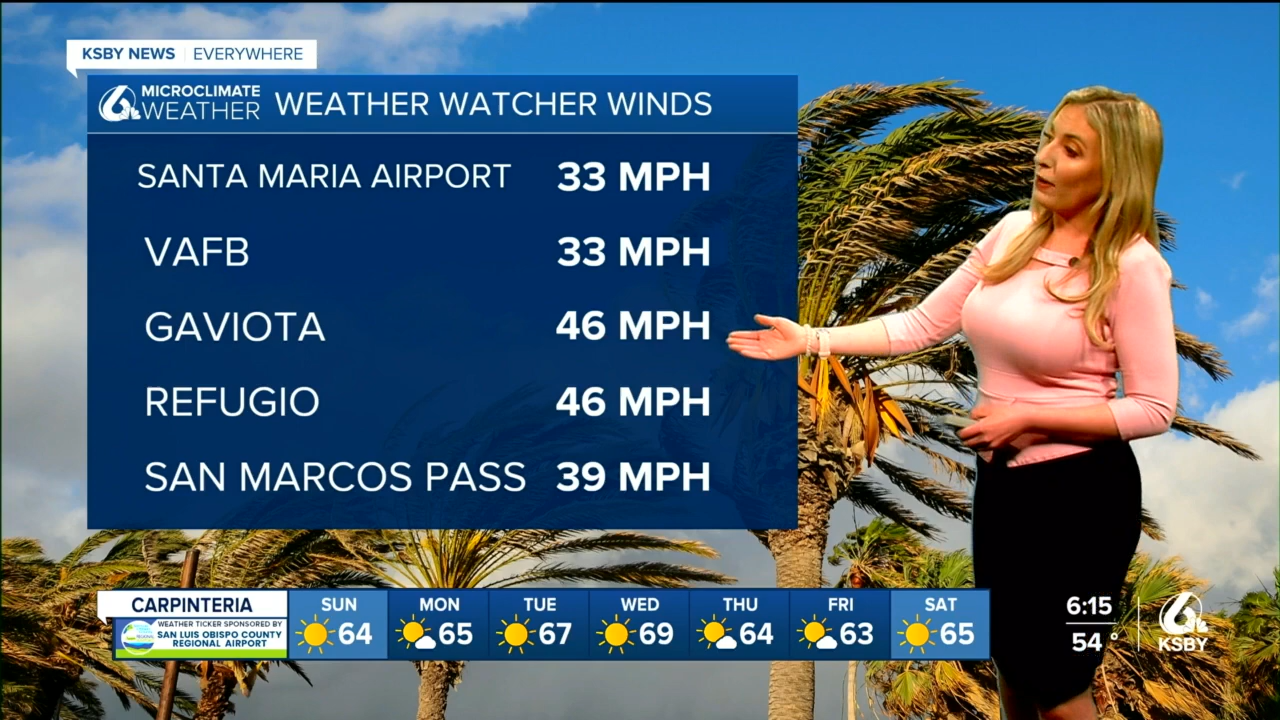 KSBY NEWS EVERYWHERE
6 MICROCLIMATE
WEATHER
WEATHER WATCHER WINDS
SANTA MARIA AIRPORT 33 MPH
VAFB 33 MPH
GAVIOTA 46 MPH
REFUGIO 46 MPH
SAN MARCOS PASS 39 MPH
CARPINTERIA
WEATHER TICKER SPONSORED BY
SAN LUIS OBISPO COUNTY
REGIONAL AIRPORT
SUN MON TUE WED THU FRI SAT
64 65 67 69 64 63 65
6:15
54°
6
KSBY